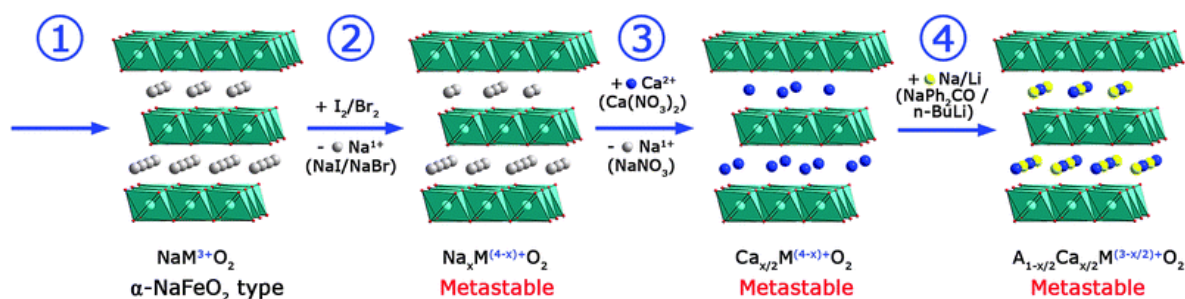 ①
②
+ I₂/Br₂
- Na¹⁺
(NaI/NaBr)
③
+ Ca²⁺
(Ca(NO₃)₂)
- Na¹⁺
(NaNO₃)
④
+ Na/Li
(NaPh₂CO /
n-BuLi)
NaM³⁺O₂
α-NaFeO₂ type
NaₓM⁽⁴⁻ˣ⁾⁺O₂
Metastable
Caₓ/₂M⁽⁴⁻ˣ⁾⁺O₂
Metastable
A₁₋ₓ/₂Caₓ/₂M⁽³⁻ˣ/²⁾⁺O₂
Metastable